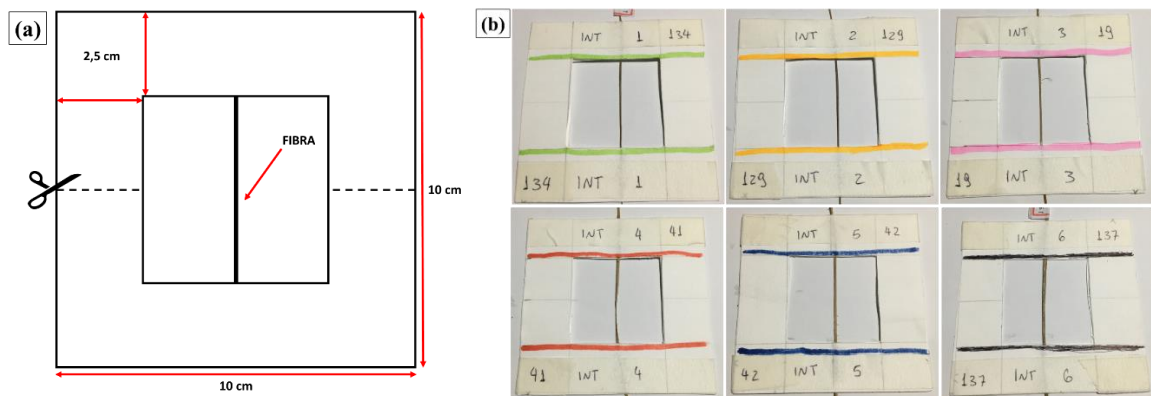 (a)
2,5 cm
FIBRA
10 cm
10 cm
(b)
INT 1 134
134 INT 1
INT 2 129
129 INT 2
INT 3 19
19 INT 3
INT 4 41
41 INT 4
INT 5 42
42 INT 5
INT 6 137
137 INT 6